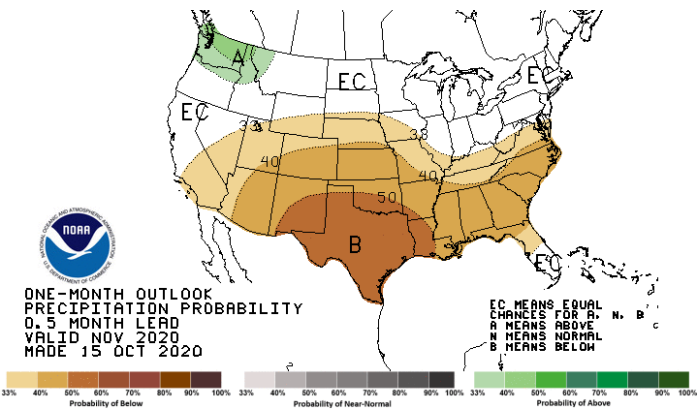 A
EC
EC
EC
33
33
40
40
50
B
EC
NOAA
NATIONAL OCEANIC AND ATMOSPHERIC ADMINISTRATION
U.S. DEPARTMENT OF COMMERCE
ONE-MONTH OUTLOOK
PRECIPITATION PROBABILITY
0.5 MONTH LEAD
VALID NOV 2020
MADE 15 OCT 2020
EC MEANS EQUAL
CHANCES FOR A, N, B
A MEANS ABOVE
N MEANS NORMAL
B MEANS BELOW
33% 40% 50% 60% 70% 80% 90% 100%
Probability of Below
33% 40% 50% 60% 70% 80% 90% 100%
Probability of Near-Normal
33% 40% 50% 60% 70% 80% 90% 100%
Probability of Above